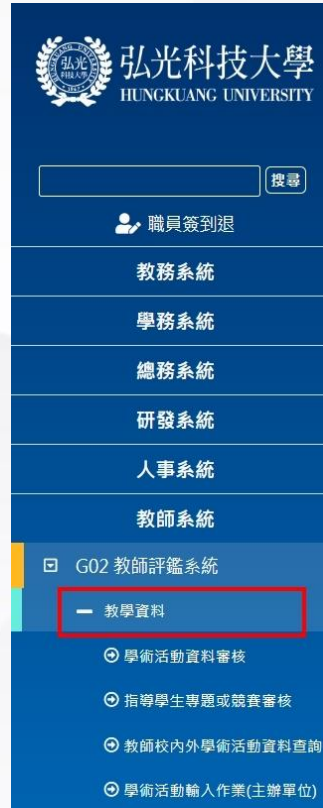 弘光
弘光科技大學
HUNGKUANG UNIVERSITY
搜尋
職員簽到退
教務系統
學務系統
總務系統
研發系統
人事系統
教師系統
G02 教師評鑑系統
教學資料
學術活動資料審核
指導學生專題或競賽審核
教師校內外學術活動資料查詢
學術活動輸入作業(主辦單位)